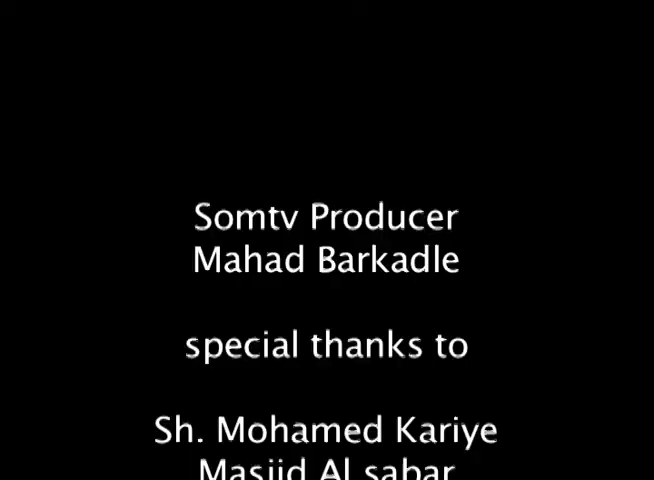 Somtv Producer
Mahad Barkadle
special thanks to
Sh. Mohamed Kariye
Masjid Al sabar